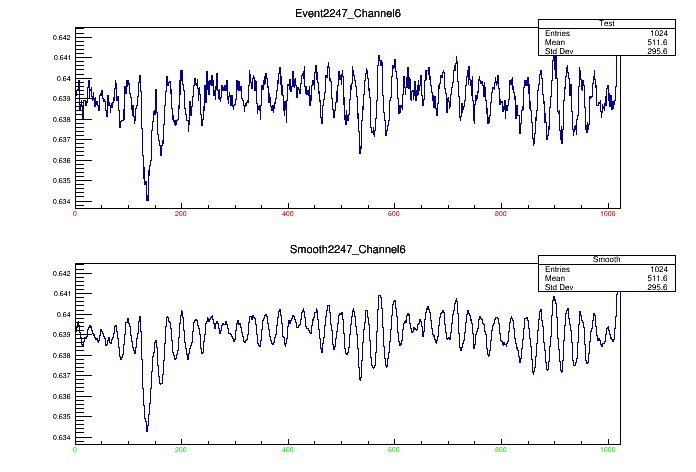 Event2247_Channel6
Test
Entries 1024
Mean 511.6
Std Dev 295.6
0.642
0.641
0.64
0.639
0.638
0.637
0.636
0.635
0.634
0 200 400 600 800 1000
Smooth2247_Channel6
Smooth
Entries 1024
Mean 511.6
Std Dev 295.6
0.642
0.641
0.64
0.639
0.638
0.637
0.636
0.635
0.634
0 200 400 600 800 1000